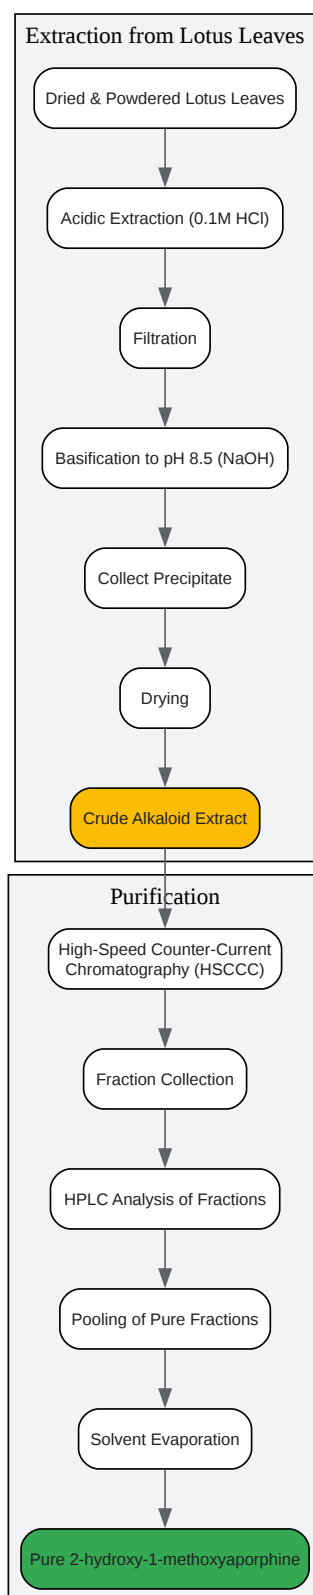 Extraction from Lotus Leaves
Dried & Powdered Lotus Leaves
Acidic Extraction (0.1M HCl)
Filtration
Basification to pH 8.5 (NaOH)
Collect Precipitate
Drying
Crude Alkaloid Extract
Purification
High-Speed Counter-Current
Chromatography (HSCCC)
Fraction Collection
HPLC Analysis of Fractions
Pooling of Pure Fractions
Solvent Evaporation
Pure 2-hydroxy-1-methoxyaporphine